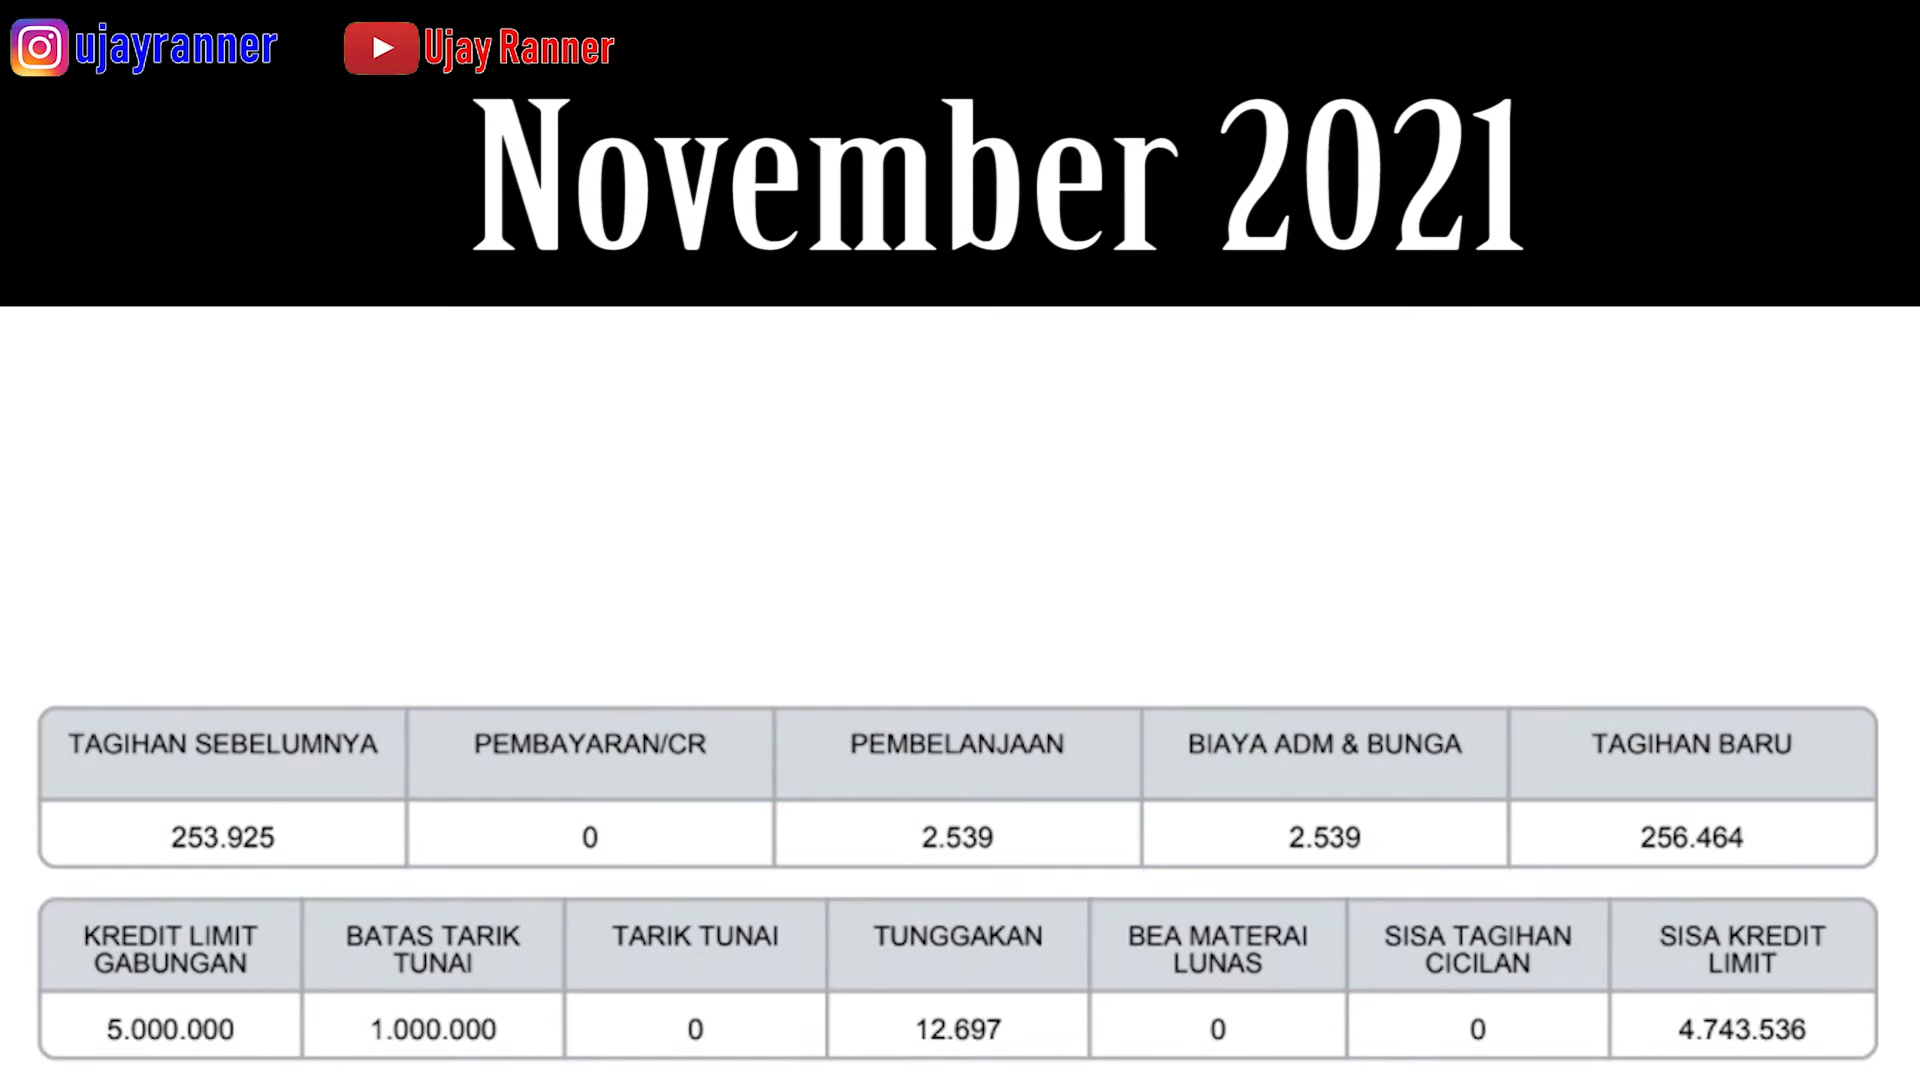 ujayranner
Ujay Ranner
November 2021
TAGIHAN SEBELUMNYA PEMBAYARAN/CR PEMBELANJAAN BIAYA ADM & BUNGA TAGIHAN BARU
253.925 0 2.539 2.539 256.464
KREDIT LIMIT BATAS TARIK TARIK TUNAI TUNGGAKAN BEA MATERAI SISA TAGIHAN SISA KREDIT
GABUNGAN TUNAI LUNAS CICILAN LIMIT
5.000.000 1.000.000 0 12.697 0 0 4.743.536